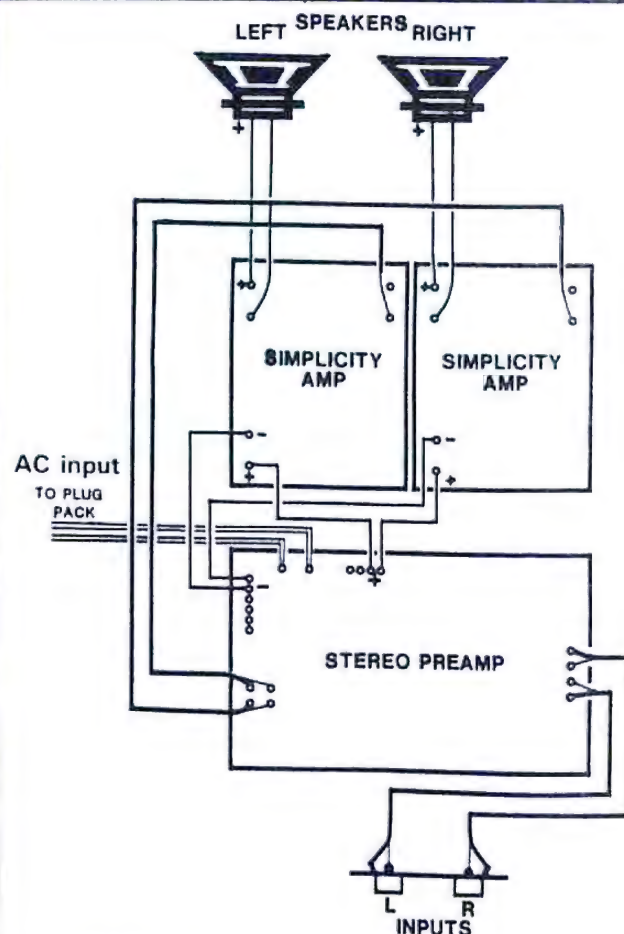 LEFT SPEAKERS RIGHT
+ +
+ +
SIMPLICITY
AMP
SIMPLICITY
AMP
- -
+ +
AC input
TO PLUG
PACK
+
-
STEREO PREAMP
L R
INPUTS